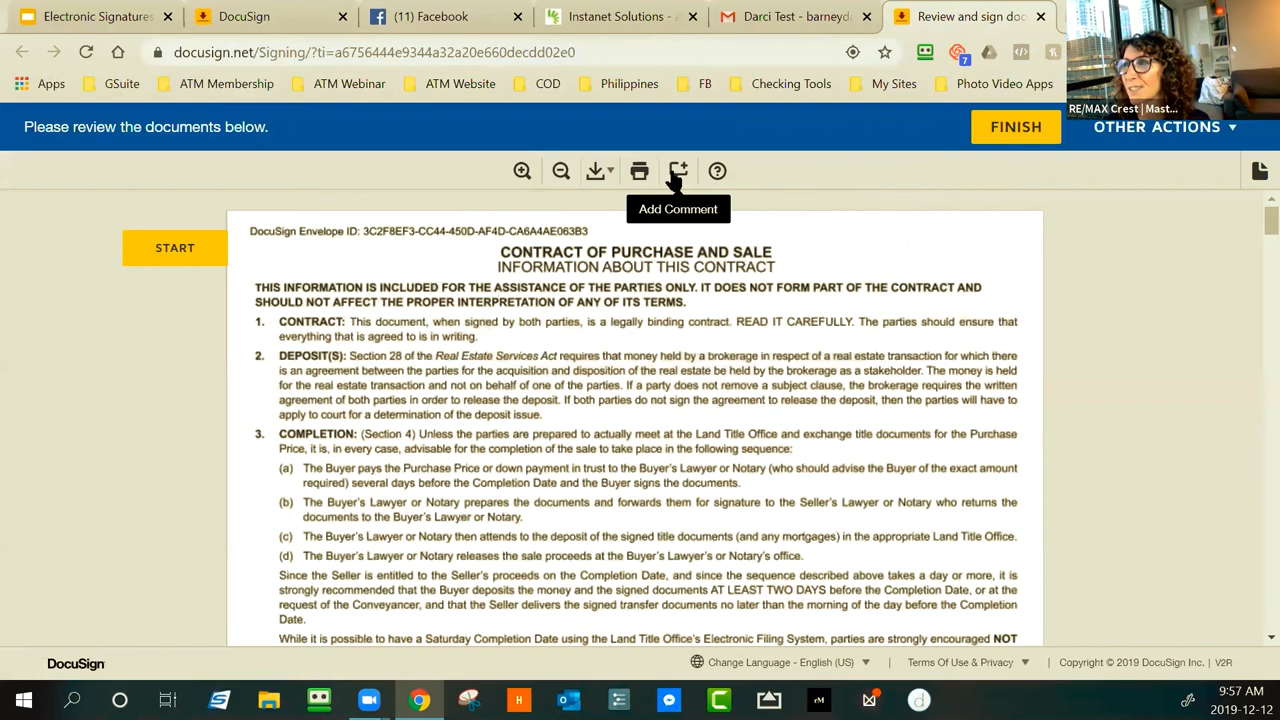 Electronic Signatures
DocuSign
(11) Facebook
Instanet Solutions - A
Darci Test - barneyda
Review and sign doc
docusign.net/Signing/?ti=a6756444e9344a32a20e660decdd02e0
7
Apps
GSuite
ATM Membership
ATM Webin
ATM Website
COD
Philippines
FB
Checking Tools
My Sites
Photo Video Apps
RE/MAX Crest | Mast...
Please review the documents below.
FINISH
OTHER ACTIONS
Add Comment
START
DocuSign Envelope ID: 3C2F8EF3-CC44-450D-AF4D-CA6A4AE063B3
CONTRACT OF PURCHASE AND SALE
INFORMATION ABOUT THIS CONTRACT
THIS INFORMATION IS INCLUDED FOR THE ASSISTANCE OF THE PARTIES ONLY. IT DOES NOT FORM PART OF THE CONTRACT AND
SHOULD NOT AFFECT THE PROPER INTERPRETATION OF ANY OF ITS TERMS.
1. CONTRACT: This document, when signed by both parties, is a legally binding contract. READ IT CAREFULLY. The parties should ensure that
everything that is agreed to is in writing.
2. DEPOSIT(S): Section 28 of the Real Estate Services Act requires that money held by a brokerage in respect of a real estate transaction for which there
is an agreement between the parties for the acquisition and disposition of the real estate be held by the brokerage as a stakeholder. The money is held
for the real estate transaction and not on behalf of one of the parties. If a party does not remove a subject clause, the brokerage requires the written
agreement of both parties in order to release the deposit. If both parties do not sign the agreement to release the deposit, then the parties will have to
apply to court for a determination of the deposit issue.
3. COMPLETION: (Section 4) Unless the parties are prepared to actually meet at the Land Title Office and exchange title documents for the Purchase
Price, it is, in every case, advisable for the completion of the sale to take place in the following sequence:
(a) The Buyer pays the Purchase Price or down payment in trust to the Buyer's Lawyer or Notary (who should advise the Buyer of the exact amount
required) several days before the Completion Date and the Buyer signs the documents.
(b) The Buyer's Lawyer or Notary prepares the documents and forwards them for signature to the Seller's Lawyer or Notary who returns the
documents to the Buyer's Lawyer or Notary.
(c) The Buyer's Lawyer or Notary then attends to the deposit of the signed title documents (and any mortgages) in the appropriate Land Title Office.
(d) The Buyer's Lawyer or Notary releases the sale proceeds at the Buyer's Lawyer's or Notary's office.
Since the Seller is entitled to the Seller's proceeds on the Completion Date, and since the sequence described above takes a day or more, it is
strongly recommended that the Buyer deposits the money and the signed documents AT LEAST TWO DAYS before the Completion Date, or at the
request of the Conveyancer, and that the Seller delivers the signed transfer documents no later than the morning of the day before the Completion
Date.
While it is possible to have a Saturday Completion Date using the Land Title Office's Electronic Filing System, parties are strongly encouraged NOT
DocuSign
Change Language - English (US)
Terms Of Use & Privacy
Copyright © 2019 DocuSign Inc. | V2R
9:57 AM
2019-12-12